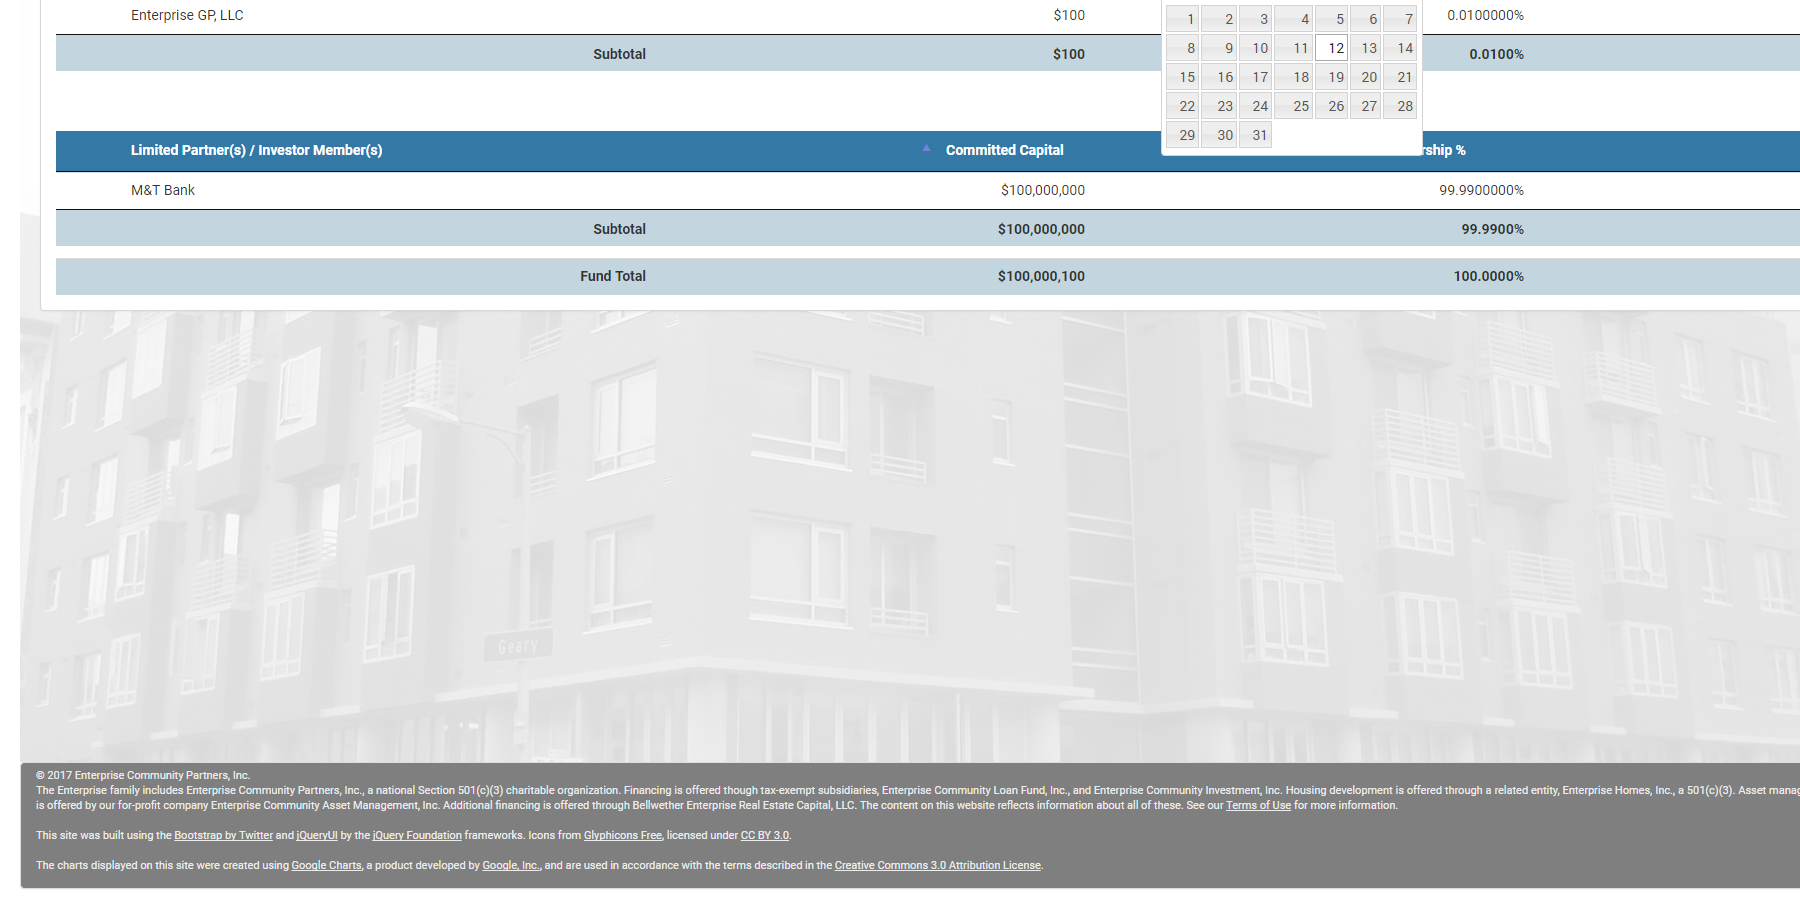 Enterprise GP, LLC $100 0.0100000%
Subtotal $100 0.0100%
1 2 3 4 5 6 7
8 9 10 11 12 13 14
15 16 17 18 19 20 21
22 23 24 25 26 27 28
29 30 31
Limited Partner(s) / Investor Member(s) Committed Capital rship %
M&T Bank $100,000,000 99.9900000%
Subtotal $100,000,000 99.9900%
Fund Total $100,000,100 100.0000%
Geary
© 2017 Enterprise Community Partners, Inc.
The Enterprise family includes Enterprise Community Partners, Inc., a national Section 501(c)(3) charitable organization. Financing is offered though tax-exempt subsidiaries, Enterprise Community Loan Fund, Inc., and Enterprise Community Investment, Inc. Housing development is offered through a related entity, Enterprise Homes, Inc., a 501(c)(3). Asset manag
is offered by our for-profit company Enterprise Community Asset Management, Inc. Additional financing is offered through Bellwether Enterprise Real Estate Capital, LLC. The content on this website reflects information about all of these. See our Terms of Use for more information.
This site was built using the Bootstrap by Twitter and jQueryUI by the jQuery Foundation frameworks. Icons from Glyphicons Free, licensed under CC BY 3.0.
The charts displayed on this site were created using Google Charts, a product developed by Google, Inc., and are used in accordance with the terms described in the Creative Commons 3.0 Attribution License.